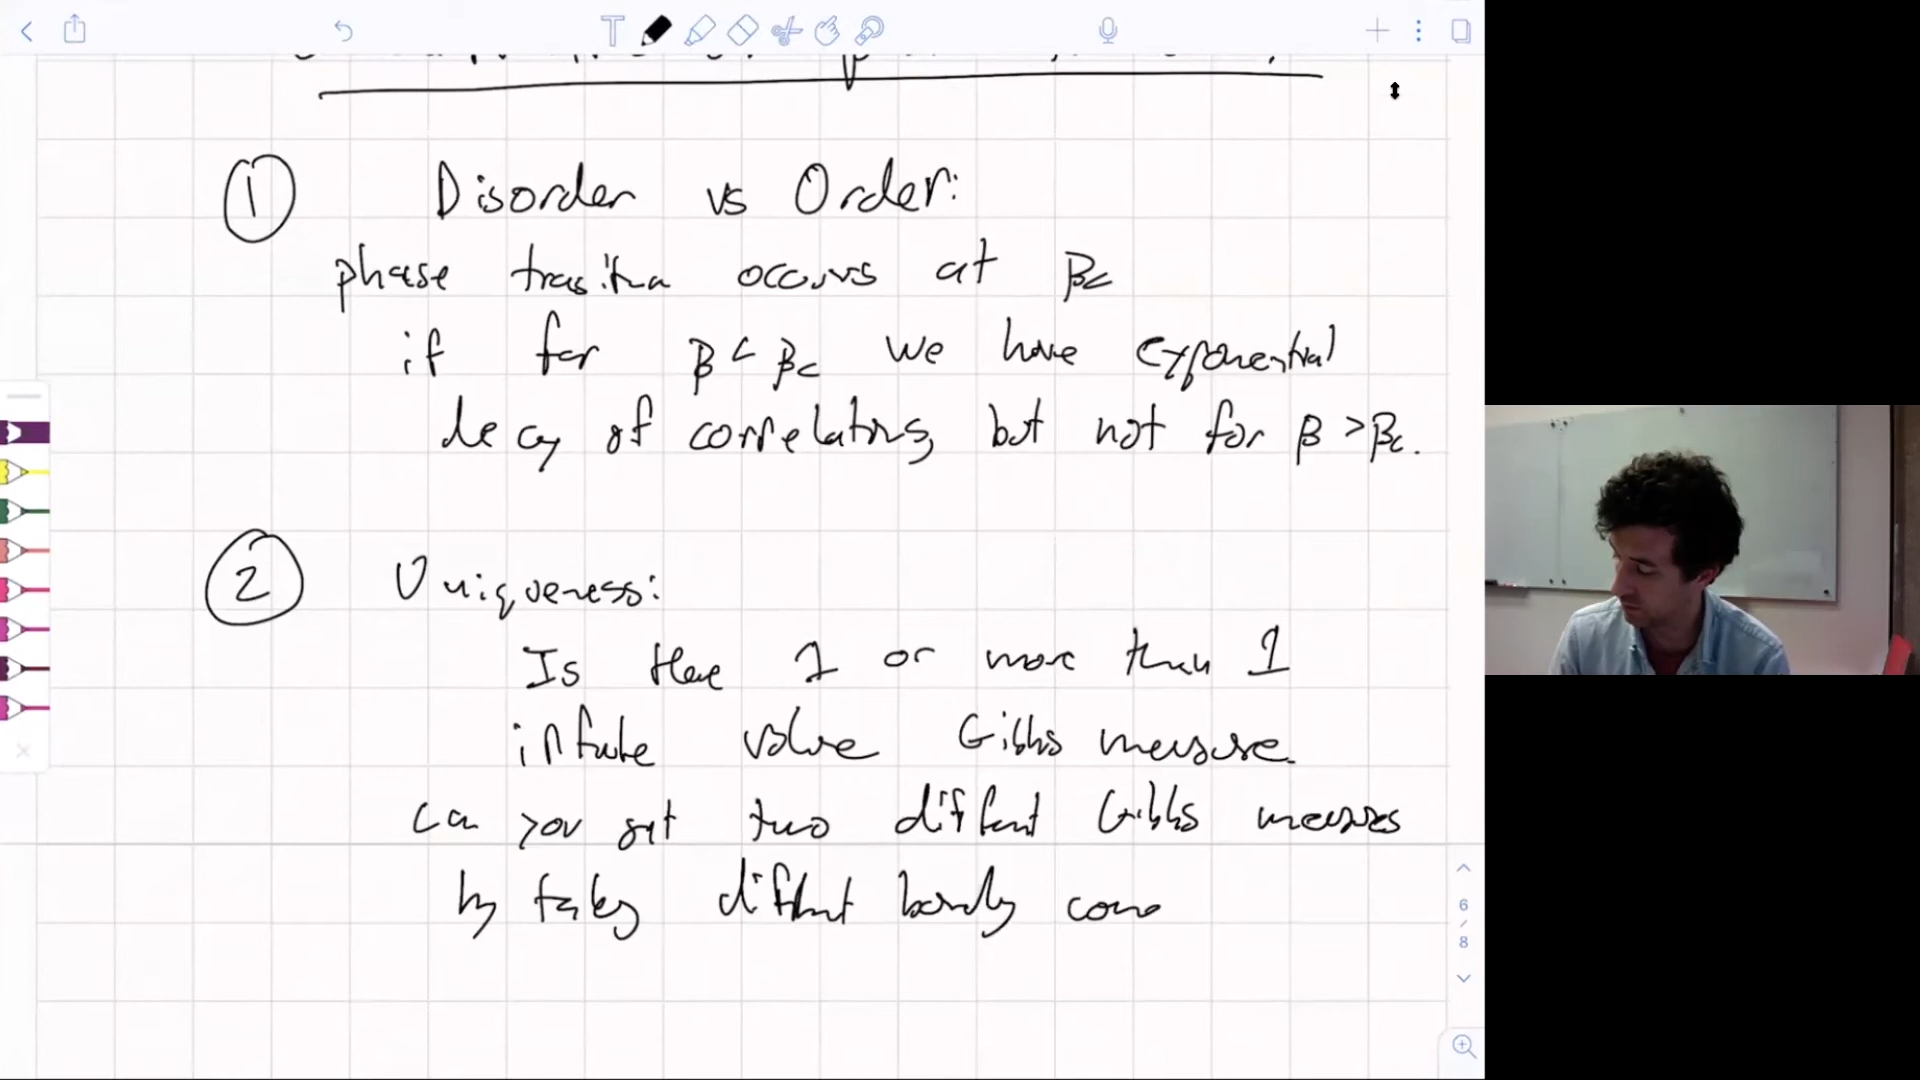 1 Disorder vs Order:
phase transition occurs at βc
if for β < βc we have exponential
decay of correlations, but not for β > βc.
2 Uniqueness:
Is there 1 or more than 1
infinite volume Gibbs measure.
can you get two different Gibbs measures
by taking different boundary cond
6
/
8